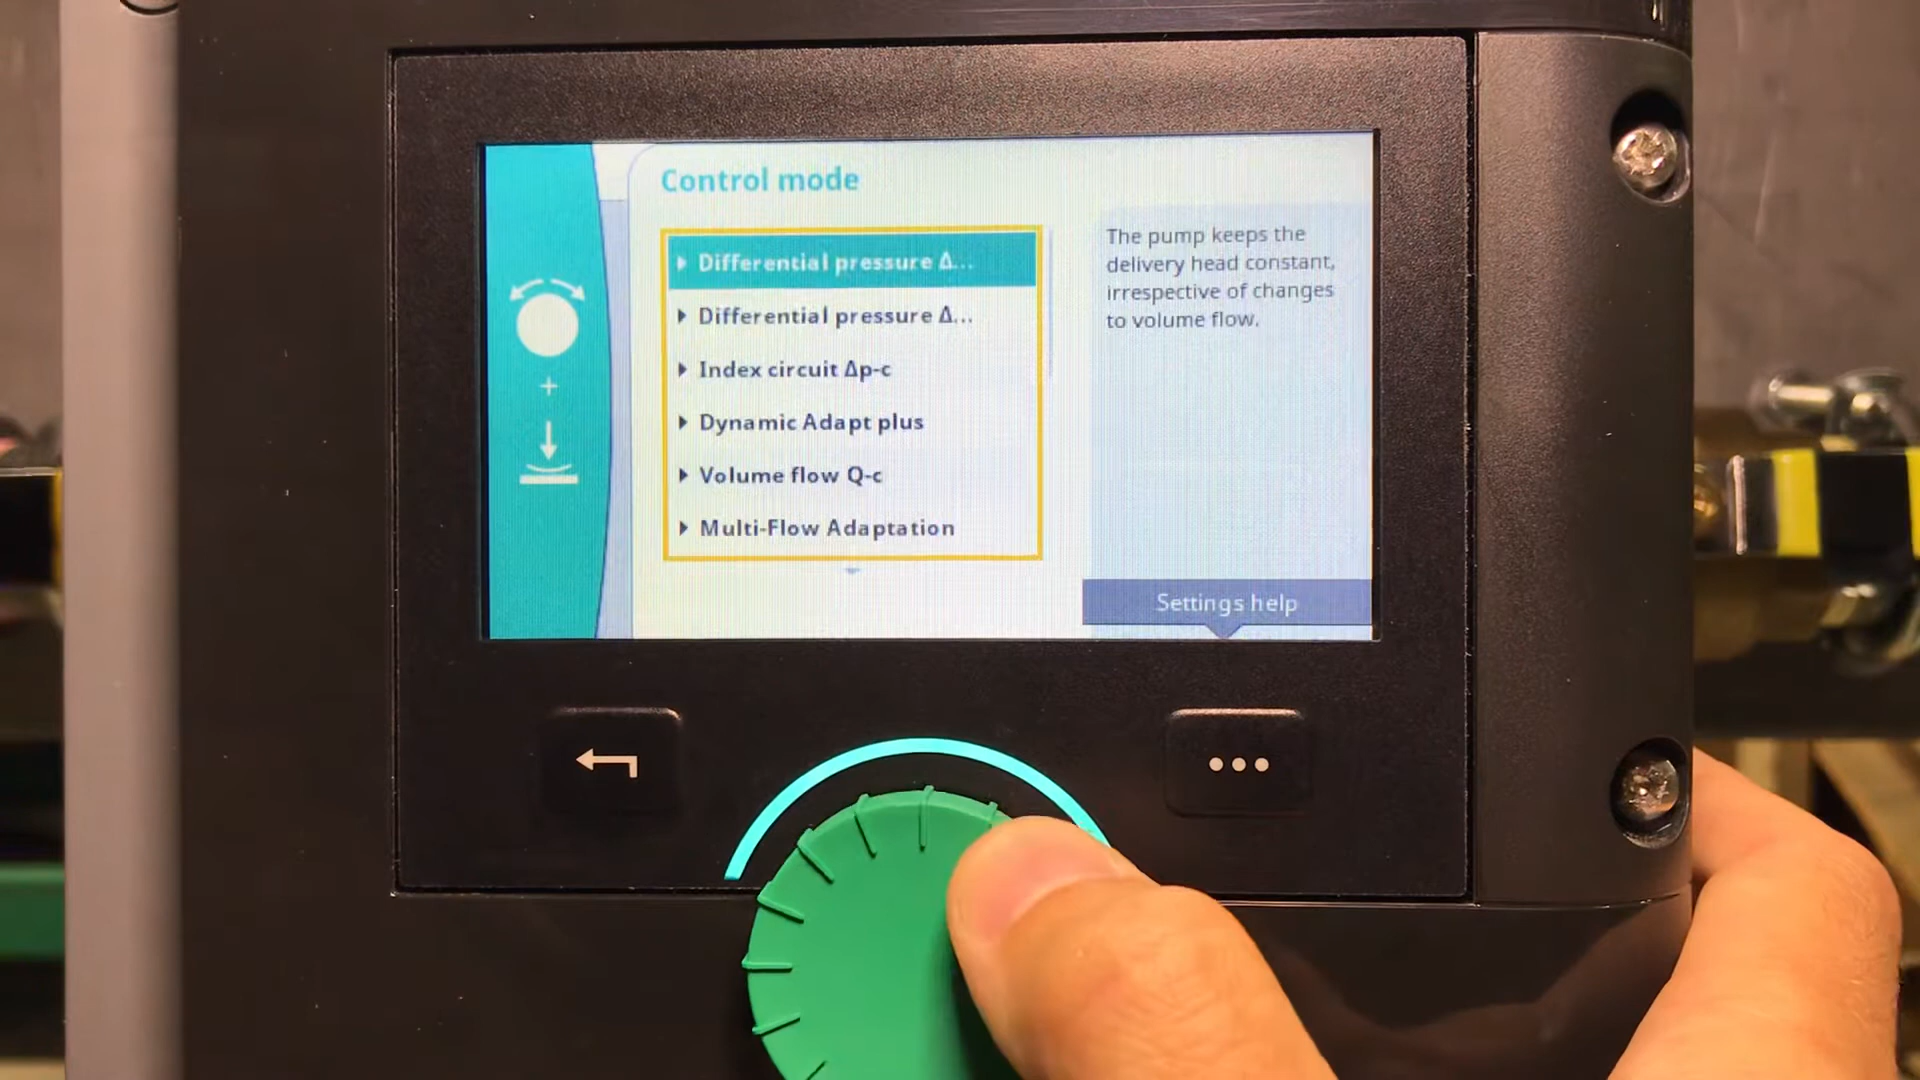 Control mode
Differential pressure Δ...
Differential pressure Δ...
Index circuit Δp-c
Dynamic Adapt plus
Volume flow Q-c
Multi-Flow Adaptation
The pump keeps the
delivery head constant,
irrespective of changes
to volume flow.
Settings help